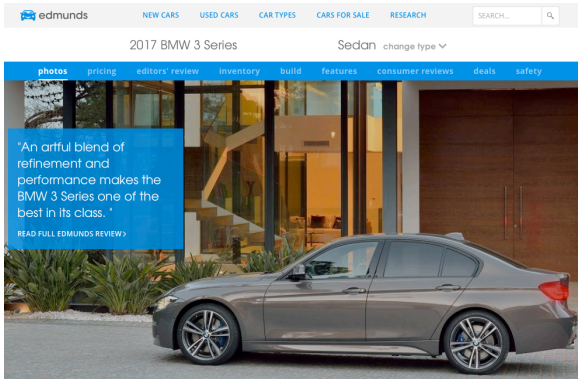 edmunds
NEW CARS USED CARS CAR TYPES CARS FOR SALE RESEARCH SEARCH...
2017 BMW 3 Series Sedan change type
photos pricing editors' review inventory build features consumer reviews deals safety
"An artful blend of
refinement and
performance makes the
BMW 3 Series one of the
best in its class. "
READ FULL EDMUNDS REVIEW >